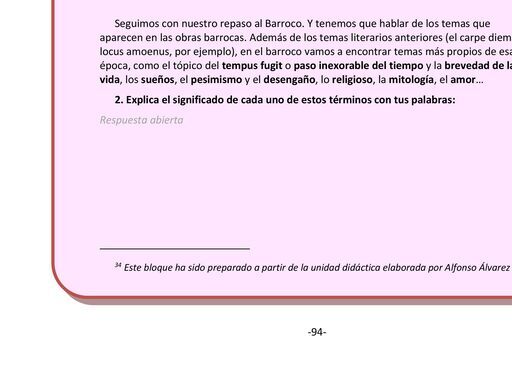 Seguimos con nuestro repaso al Barroco. Y tenemos que hablar de los temas que
aparecen en las obras barrocas. Además de los temas literarios anteriores (el carpe diem
locus amoenus, por ejemplo), en el barroco vamos a encontrar temas más propios de esa
época, como el tópico del tempus fugit o paso inexorable del tiempo y la brevedad de la
vida, los sueños, el pesimismo y el desengaño, lo religioso, la mitología, el amor...
2. Explica el significado de cada uno de estos términos con tus palabras:
Respuesta abierta
34 Este bloque ha sido preparado a partir de la unidad didáctica elaborada por Alfonso Álvarez
-94-